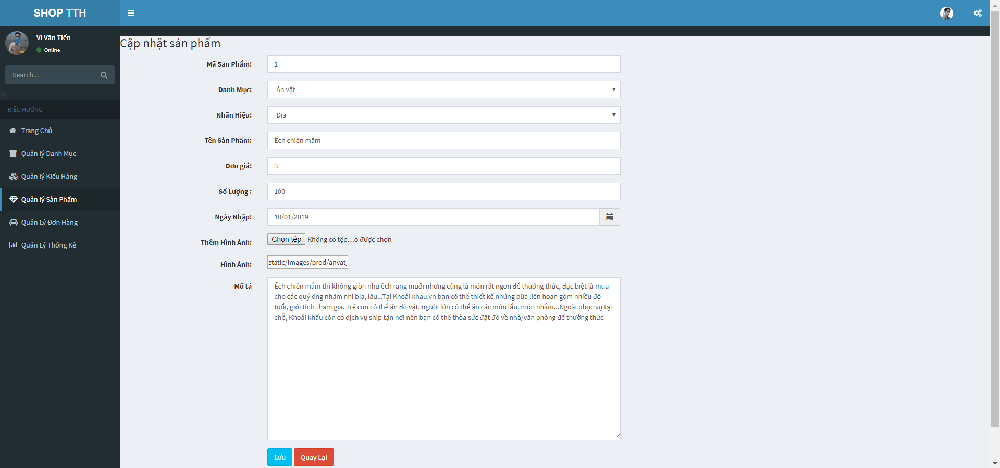 SHOP TTH
Vi Văn Tiến
Online
Search...
ĐIỀU HƯỚNG
Trang Chủ
Quản lý Danh Mục
Quản lý Kiểu Hàng
Quản lý Sản Phẩm
Quản Lý Đơn Hàng
Quản Lý Thống Kê
Cập nhật sản phẩm
Mã Sản Phẩm: 1
Danh Mục: Ăn vặt
Nhãn Hiệu: Dia
Tên Sản Phẩm: Ếch chiên mắm
Đơn giá: 3
Số Lượng : 100
Ngày Nhập: 10/01/2019
Thêm Hình Ảnh: Chọn tệp Không có tệp...o được chọn
Hình Ảnh: static/images/prod/anvat_
Mô tả
Ếch chiên mắm thì không giòn như ếch rang muối nhưng cũng là món rất ngon để thưởng thức, đặc biệt là mua
cho các quý ông nhâm nhi bia, lẩu...Tại Khoái khẩu.vn bạn có thể thiết kế những bữa liên hoan gồm nhiều độ
tuổi, giới tính tham gia. Trẻ con có thể ăn đồ vặt, người lớn có thể ăn các món lẩu, món nhắm...Ngoài phục vụ tại
chỗ, Khoái khẩu còn có dịch vụ ship tận nơi nên bạn có thể thỏa sức đặt đồ về nhà/văn phòng để thưởng thức
Lưu Quay Lại